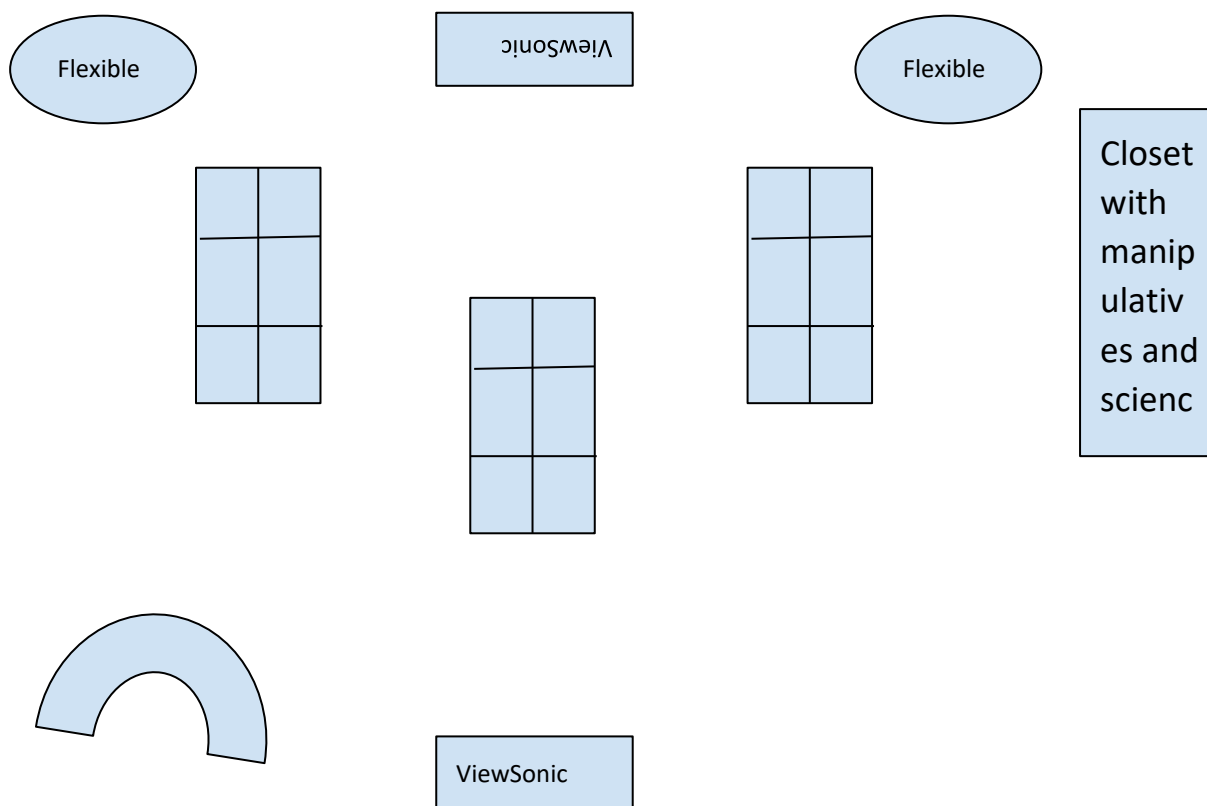 Flexible
ViewSonic
Flexible
Closet
with
manip
ulativ
es and
scienc
ViewSonic